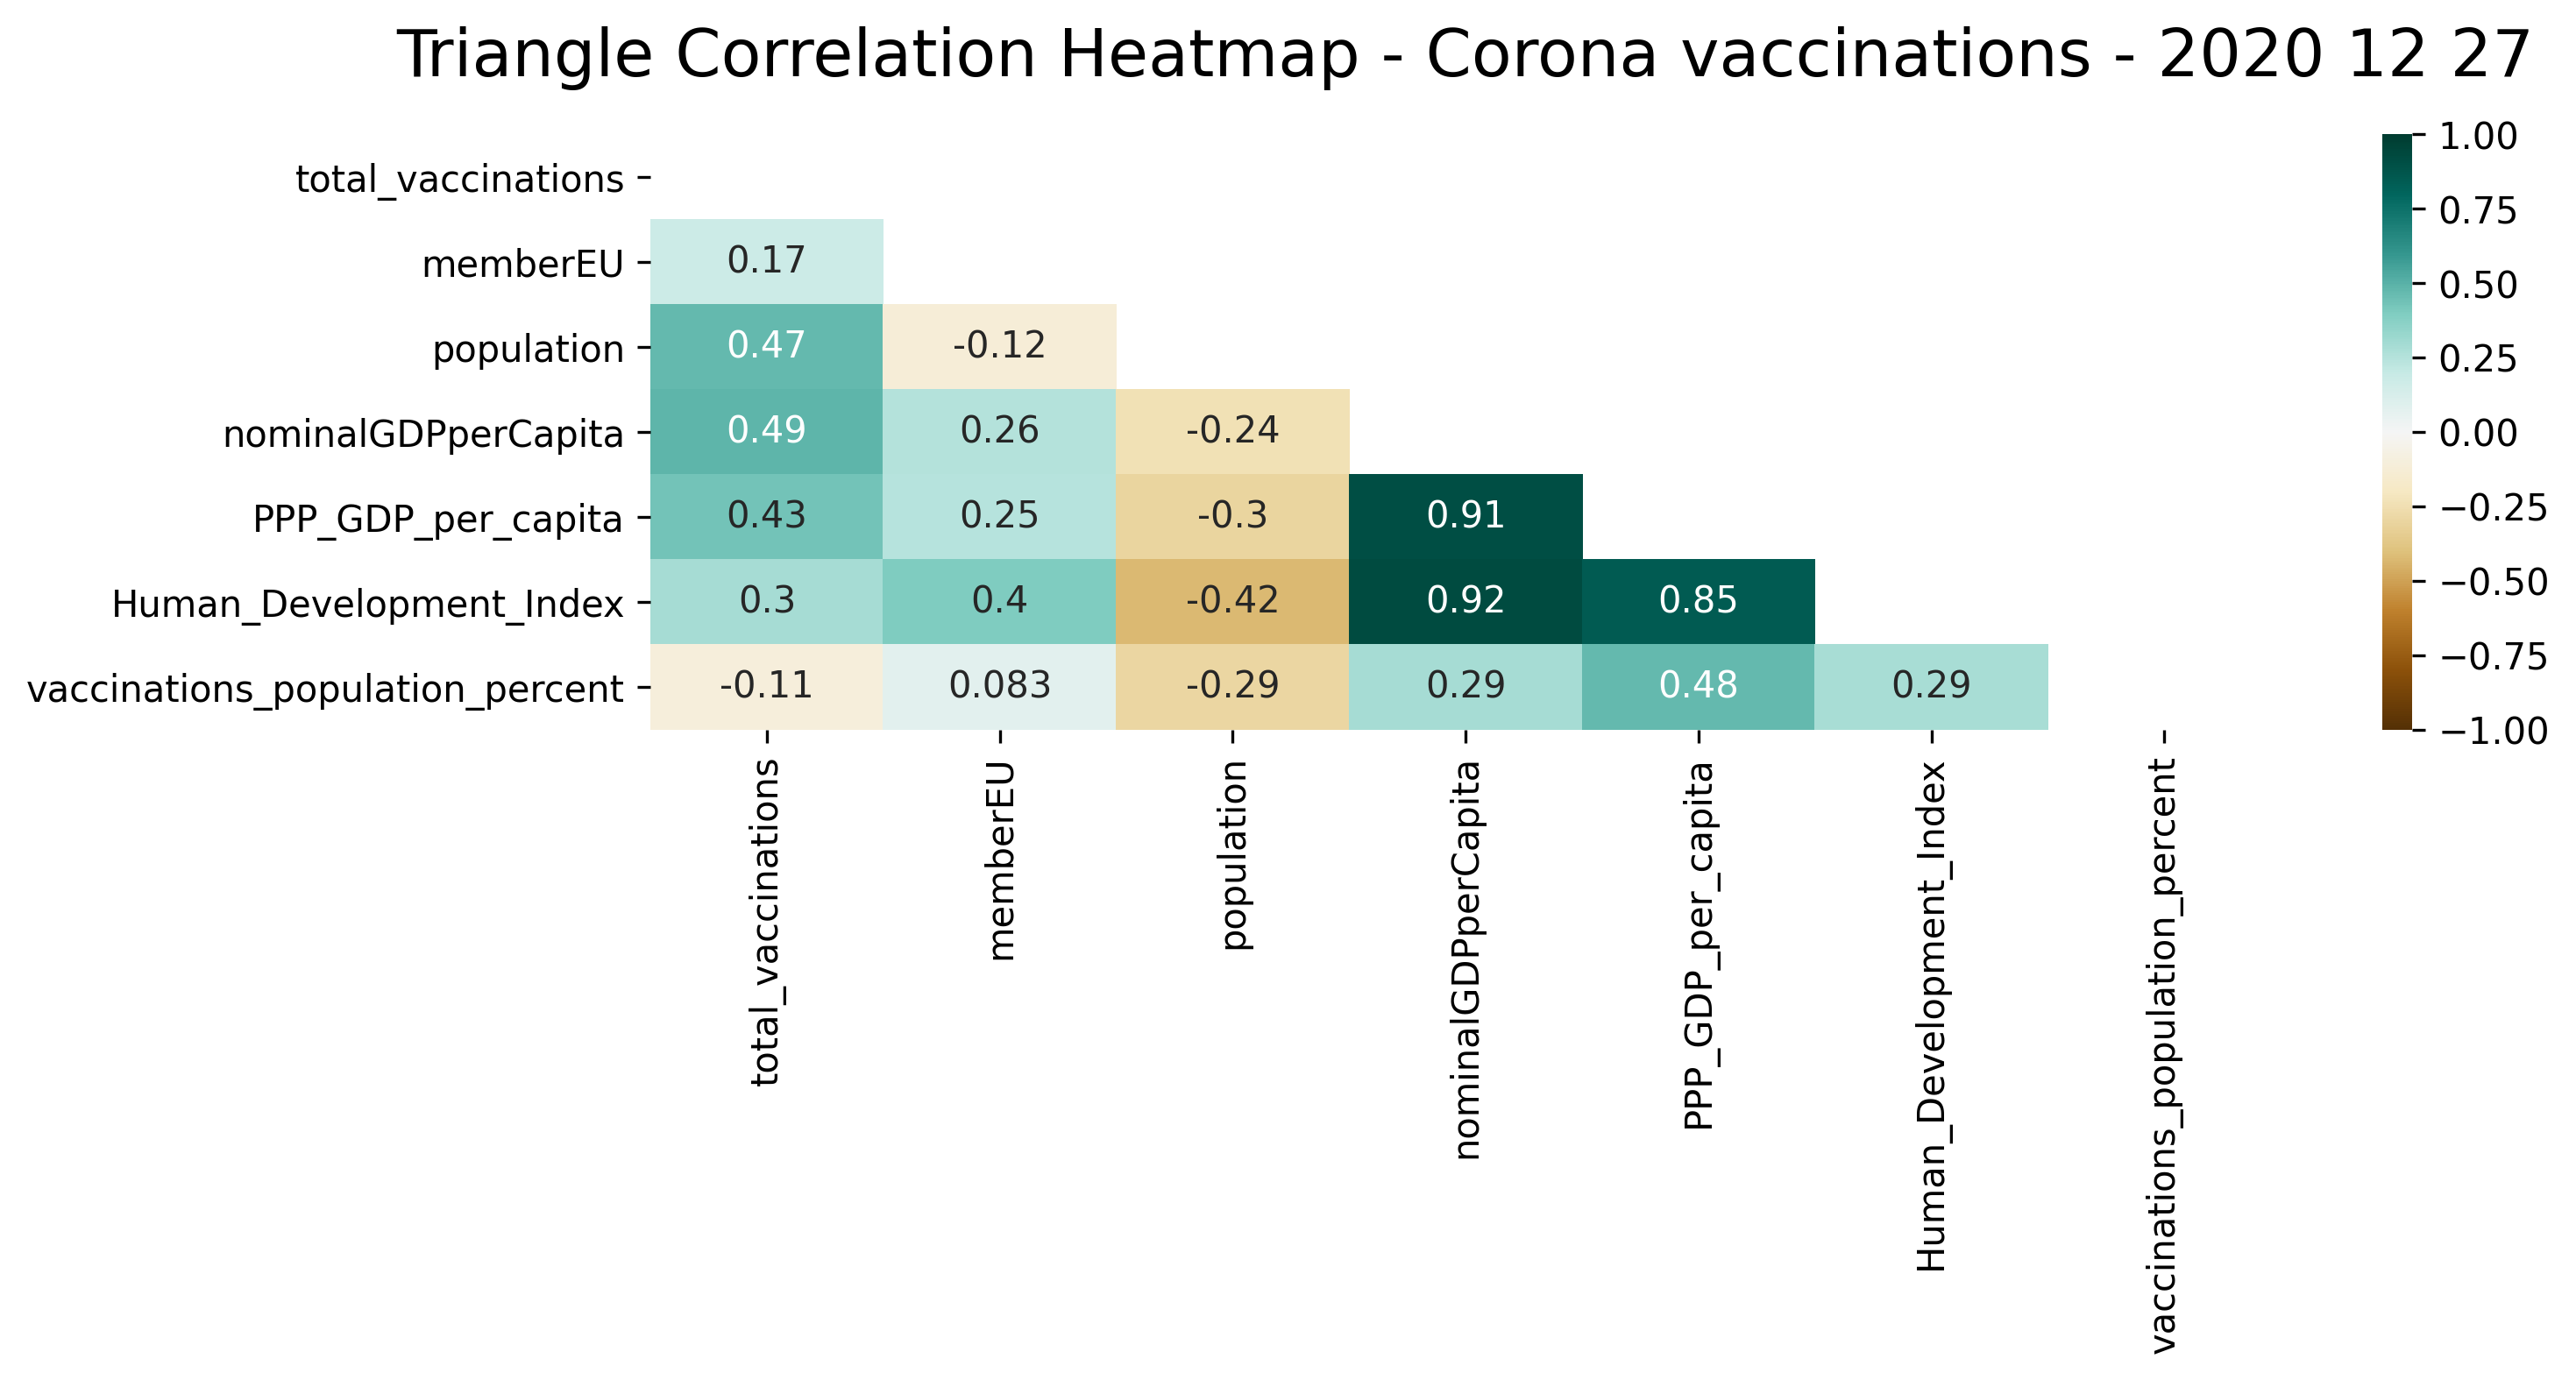 Triangle Correlation Heatmap - Corona vaccinations - 2020 12 27
total_vaccinations
memberEU 0.17
population 0.47 -0.12
nominalGDPperCapita 0.49 0.26 -0.24
PPP_GDP_per_capita 0.43 0.25 -0.3 0.91
Human_Development_Index 0.3 0.4 -0.42 0.92 0.85
vaccinations_population_percent -0.11 0.083 -0.29 0.29 0.48 0.29
total_vaccinations
memberEU
population
nominalGDPperCapita
PPP_GDP_per_capita
Human_Development_Index
vaccinations_population_percent
1.00
0.75
0.50
0.25
0.00
−0.25
−0.50
−0.75
−1.00